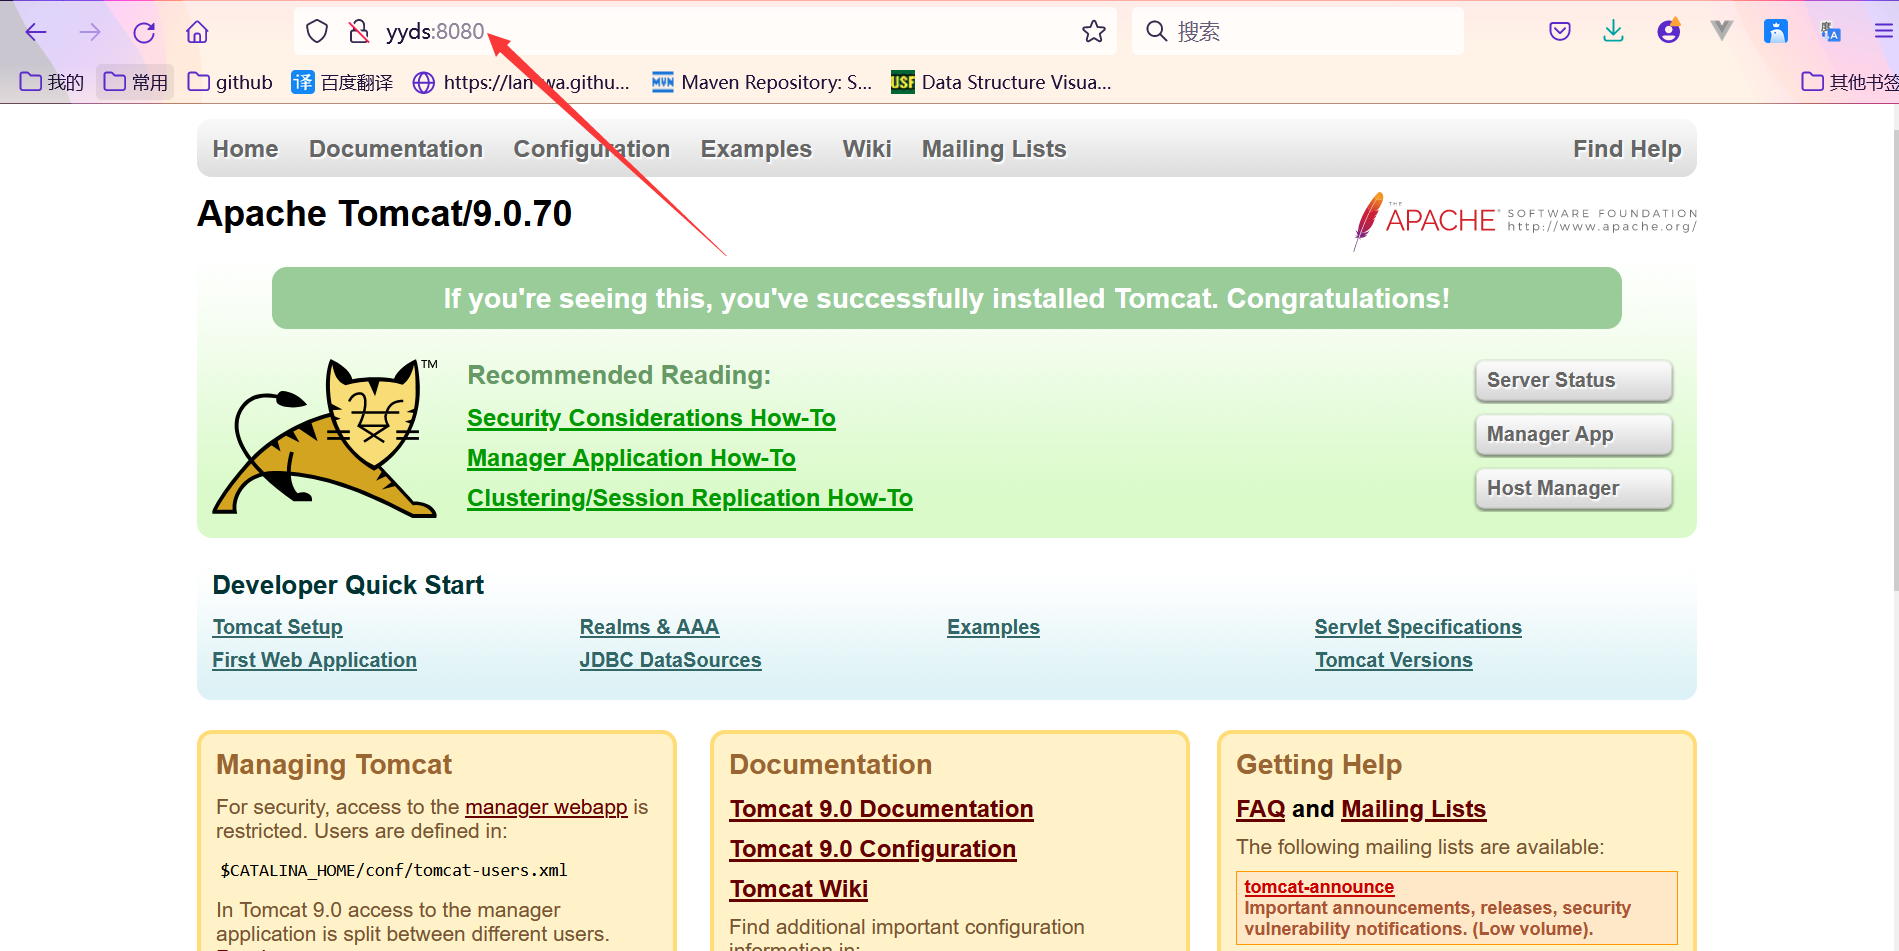 yyds:8080
搜索
我的 常用 github 译 百度翻译 MVN Maven Repository: S... USF Data Structure Visua... 其他书签
Home Documentation Configuration Examples Wiki Mailing Lists Find Help
Apache Tomcat/9.0.70
THE APACHE® SOFTWARE FOUNDATION
http://www.apache.org/
If you're seeing this, you've successfully installed Tomcat. Congratulations!
TM
Recommended Reading:
Security Considerations How-To
Manager Application How-To
Clustering/Session Replication How-To
Server Status
Manager App
Host Manager
Developer Quick Start
Tomcat Setup
First Web Application
Realms & AAA
JDBC DataSources
Examples
Servlet Specifications
Tomcat Versions
Managing Tomcat
For security, access to the manager webapp is
restricted. Users are defined in:
$CATALINA_HOME/conf/tomcat-users.xml
In Tomcat 9.0 access to the manager
application is split between different users.
Documentation
Tomcat 9.0 Documentation
Tomcat 9.0 Configuration
Tomcat Wiki
Find additional important configuration
information in:
Getting Help
FAQ and Mailing Lists
The following mailing lists are available:
tomcat-announce
Important announcements, releases, security
vulnerability notifications. (Low volume).